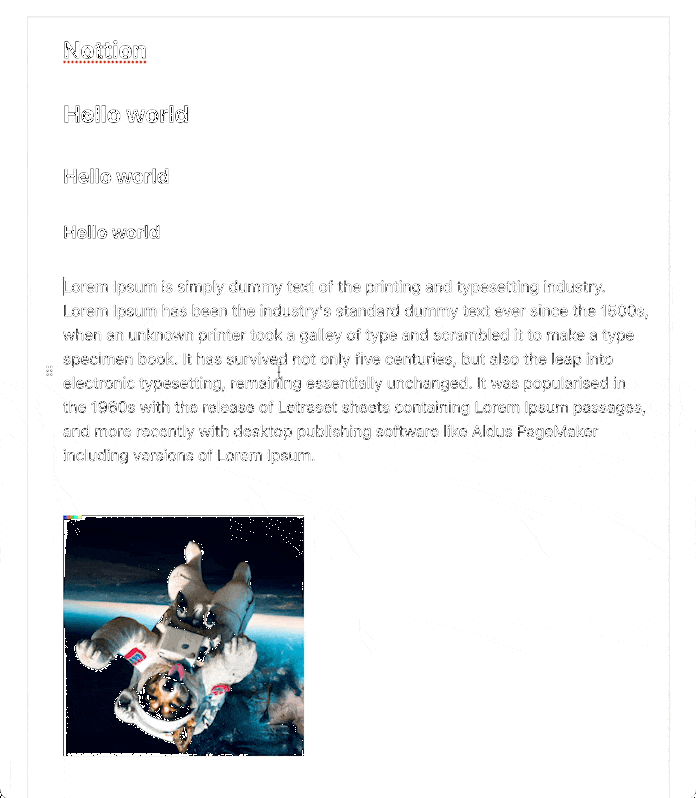 Nottion
Hello world
Hello world
Hello world
Lorem Ipsum is simply dummy text of the printing and typesetting industry.
Lorem Ipsum has been the industry's standard dummy text ever since the 1500s,
when an unknown printer took a galley of type and scrambled it to make a type
specimen book. It has survived not only five centuries, but also the leap into
electronic typesetting, remaining essentially unchanged. It was popularised in
the 1960s with the release of Letraset sheets containing Lorem Ipsum passages,
and more recently with desktop publishing software like Aldus PageMaker
including versions of Lorem Ipsum.